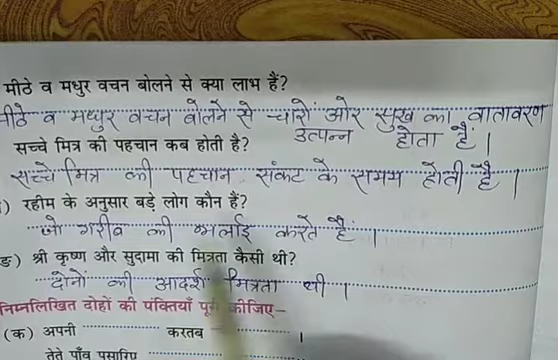 मीठे व मधुर वचन बोलने से क्या लाभ हैं?
मीठे व मधुर वचन बोलने से चारों ओर सुख का वातावरण
उत्पन्न होता है।
सच्चे मित्र की पहचान कब होती है?
सच्चे मित्र की पहचान संकट के समय होती है।
) रहीम के अनुसार बड़े लोग कौन हैं?
जो गरीब की भलाई करते हैं।
ङ) श्री कृष्ण और सुदामा की मित्रता कैसी थी?
दोनों की आदर्श मित्रता थी।
निम्नलिखित दोहों की पंक्तियाँ पूरी कीजिए–
(क) अपनी ............ करतब ............ ।
तेते पाँव पसारिए ............